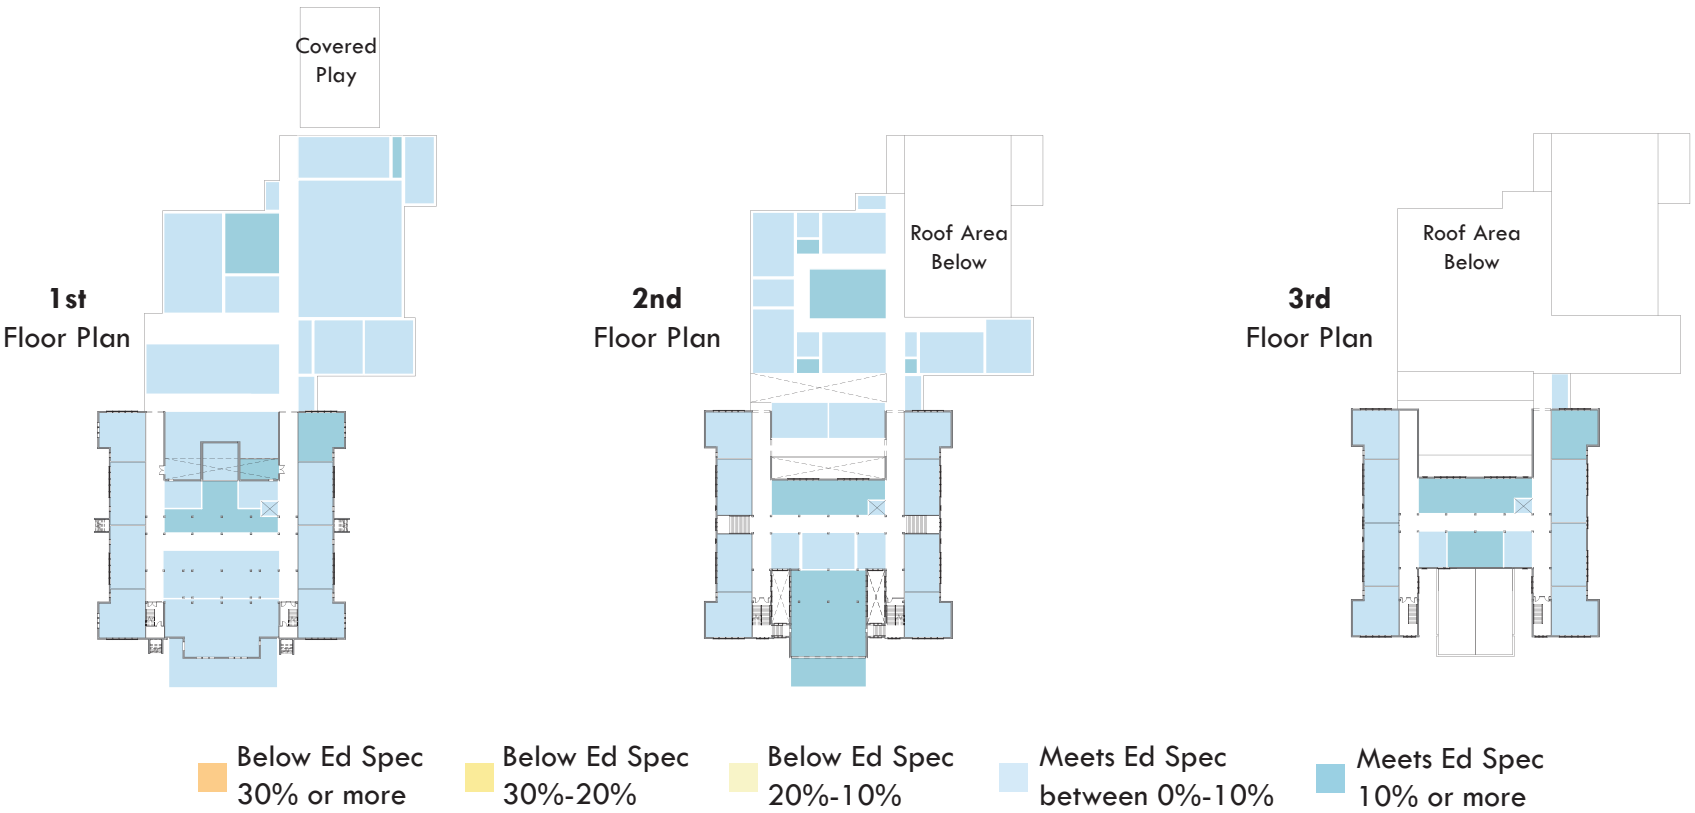 Covered
Play
Roof Area
Below
Roof Area
Below
1st
Floor Plan
2nd
Floor Plan
3rd
Floor Plan
Below Ed Spec
30% or more
Below Ed Spec
30%-20%
Below Ed Spec
20%-10%
Meets Ed Spec
between 0%-10%
Meets Ed Spec
10% or more